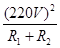 (220V)²
R₁ + R₂